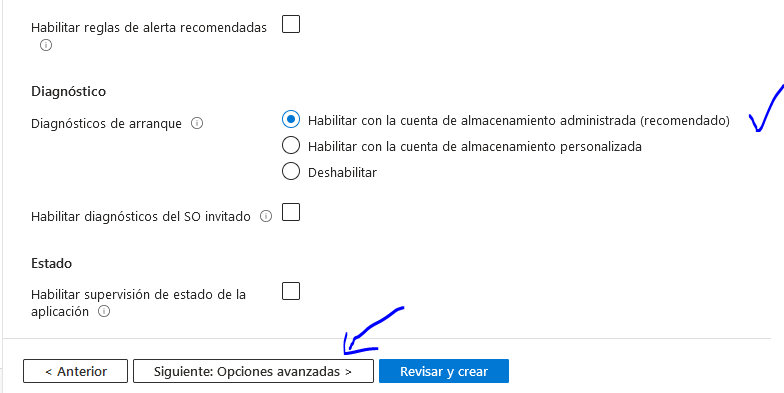 Habilitar reglas de alerta recomendadas
Diagnóstico
Diagnósticos de arranque
Habilitar con la cuenta de almacenamiento administrada (recomendado)
Habilitar con la cuenta de almacenamiento personalizada
Deshabilitar
Habilitar diagnósticos del SO invitado
Estado
Habilitar supervisión de estado de la
aplicación
< Anterior
Siguiente: Opciones avanzadas >
Revisar y crear